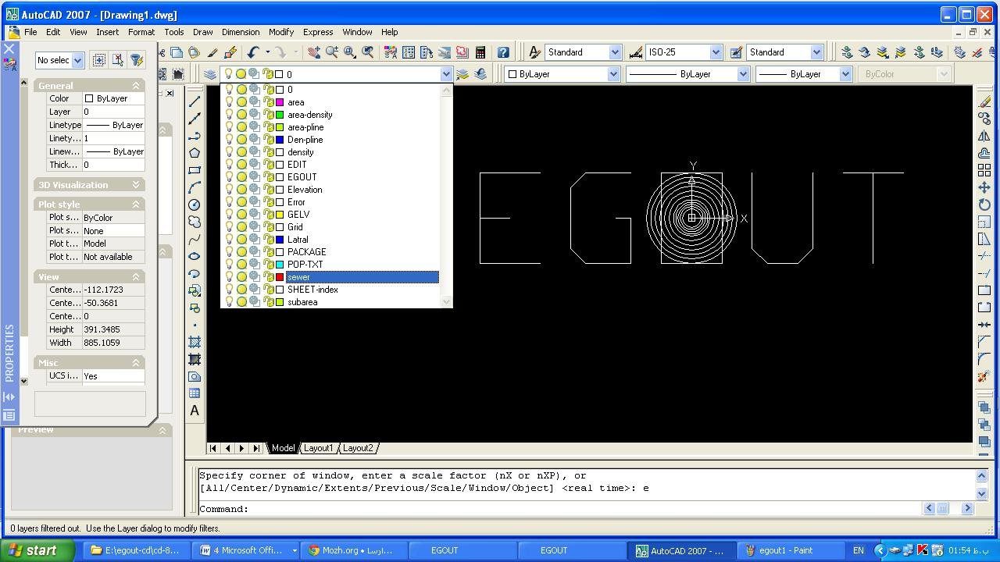 AutoCAD 2007 - [Drawing1.dwg]
File Edit View Insert Format Tools Draw Dimension Modify Express Window Help
No selec
Standard ISO-25 Standard
0 ByLayer ByLayer ByLayer ByColor
General
Color ByLayer
Layer 0
Linetype ByLayer
Linety... 1
Linew... ByLayer
Thick... 0
3D Visualization
Plot style
Plot s... ByColor
Plot s... None
Plot t... Model
Plot t... Not available
View
Cente... -112.1723
Cente... -50.3681
Cente... 0
Height 391.3485
Width 885.1059
Misc
UCS i... Yes
PROPERTIES
Preview
0
area
area-density
area-pline
Den-pline
density
EDIT
EGOUT
Elevation
Error
GELV
Grid
Latral
PACKAGE
POP-TXT
sewer
SHEET-index
subarea
A
Y
X
EGOUT
Model Layout1 Layout2
Specify corner of window, enter a scale factor (nX or nXP), or
[All/Center/Dynamic/Extents/Previous/Scale/Window/Object] <real time>: e
Command:
0 layers filtered out. Use the Layer dialog to modify filters.
start E:\egout-cd\cd-8... 4 Microsoft Offi... Mozh.org • پارسا... EGOUT EGOUT AutoCAD 2007 - ... egout1 - Paint EN 01:54 ب.ظ